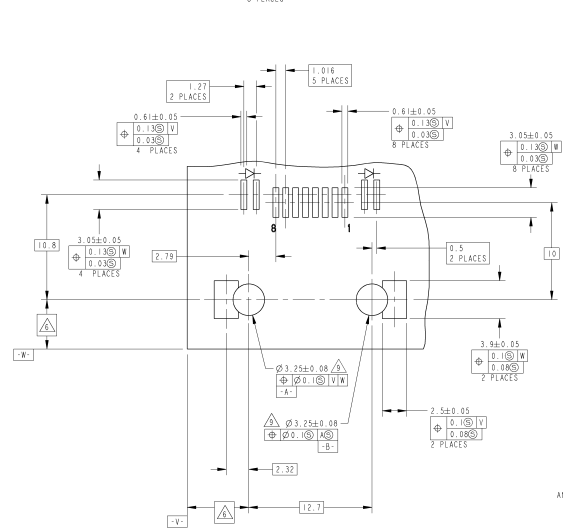 1.016
5 PLACES
1.27
2 PLACES
0.61±0.05
⌖ 0.13Ⓢ V
0.03Ⓢ
4 PLACES
0.61±0.05
⌖ 0.13Ⓢ V
0.03Ⓢ
8 PLACES
3.05±0.05
⌖ 0.13Ⓢ W
0.03Ⓢ
8 PLACES
8
1
10.8
3.05±0.05
⌖ 0.13Ⓢ W
0.03Ⓢ
4 PLACES
2.79
0.5
2 PLACES
10
6
-W-
Ø3.25±0.08 9
⌖ Ø0.1Ⓢ V W
-A-
9 Ø3.25±0.08
⌖ Ø0.1Ⓢ AⓈ
-B-
3.9±0.05
⌖ 0.1Ⓢ W
0.08Ⓢ
2 PLACES
2.5±0.05
⌖ 0.1Ⓢ V
0.08Ⓢ
2 PLACES
2.32
12.7
6
-V-